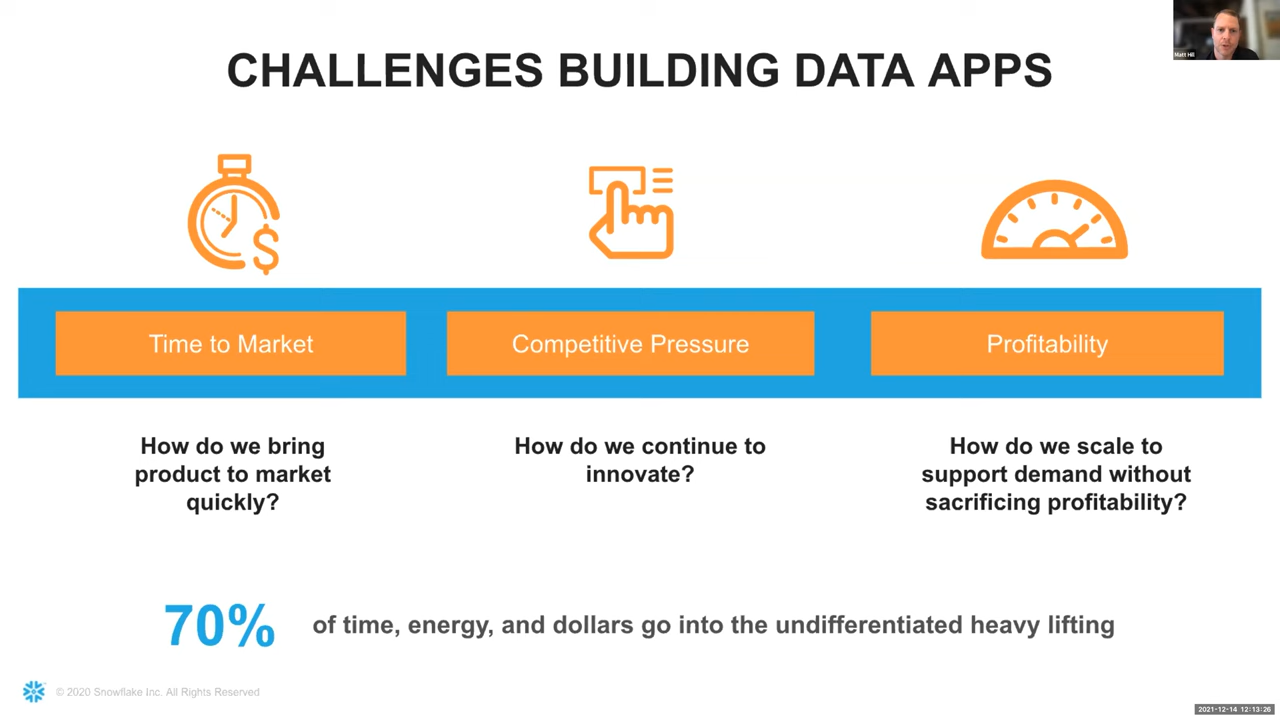 Matt Hill
CHALLENGES BUILDING DATA APPS
$
Time to Market
Competitive Pressure
Profitability
How do we bring
product to market
quickly?
How do we continue to
innovate?
How do we scale to
support demand without
sacrificing profitability?
70%
of time, energy, and dollars go into the undifferentiated heavy lifting
© 2020 Snowflake Inc. All Rights Reserved
2021-12-14 12:13:26